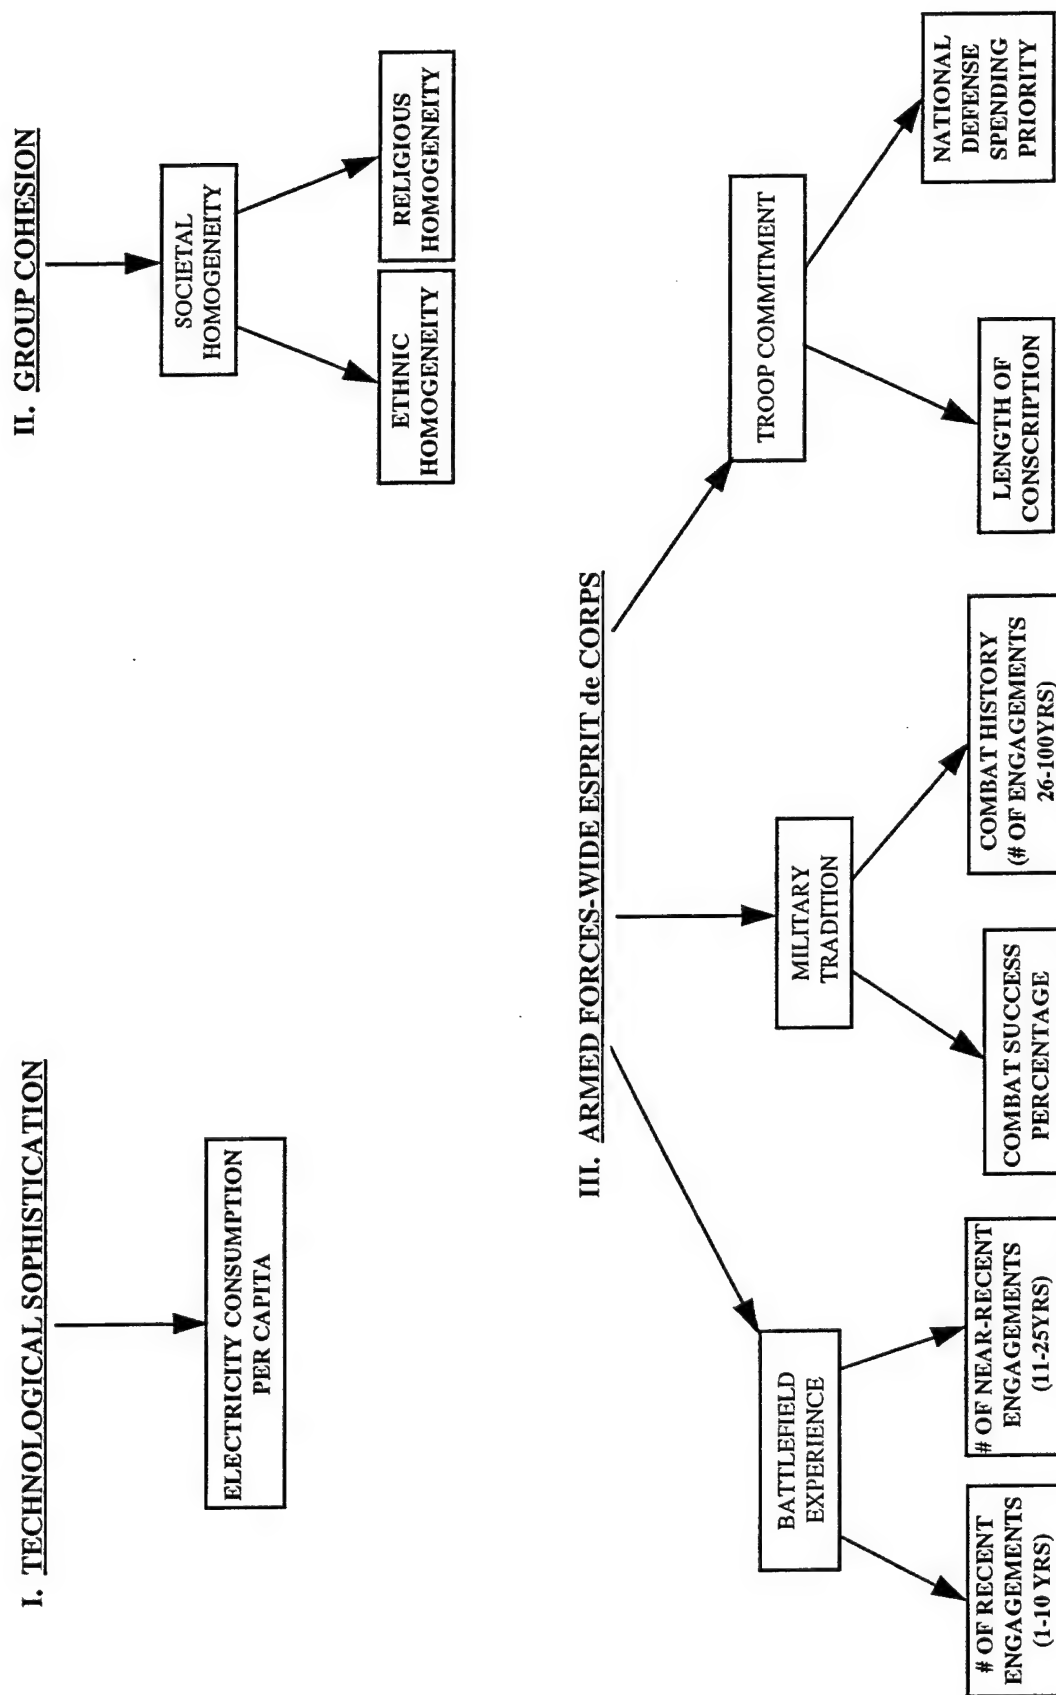 I. TECHNOLOGICAL SOPHISTICATION
ELECTRICITY CONSUMPTION
PER CAPITA
II. GROUP COHESION
SOCIETAL
HOMOGENEITY
ETHNIC
HOMOGENEITY
RELIGIOUS
HOMOGENEITY
III. ARMED FORCES-WIDE ESPRIT de CORPS
BATTLEFIELD
EXPERIENCE
# OF RECENT
ENGAGEMENTS
(1-10 YRS)
# OF NEAR-RECENT
ENGAGEMENTS
(11-25YRS)
MILITARY
TRADITION
COMBAT SUCCESS
PERCENTAGE
COMBAT HISTORY
(# OF ENGAGEMENTS
26-100YRS)
TROOP COMMITMENT
LENGTH OF
CONSCRIPTION
NATIONAL
DEFENSE
SPENDING
PRIORITY